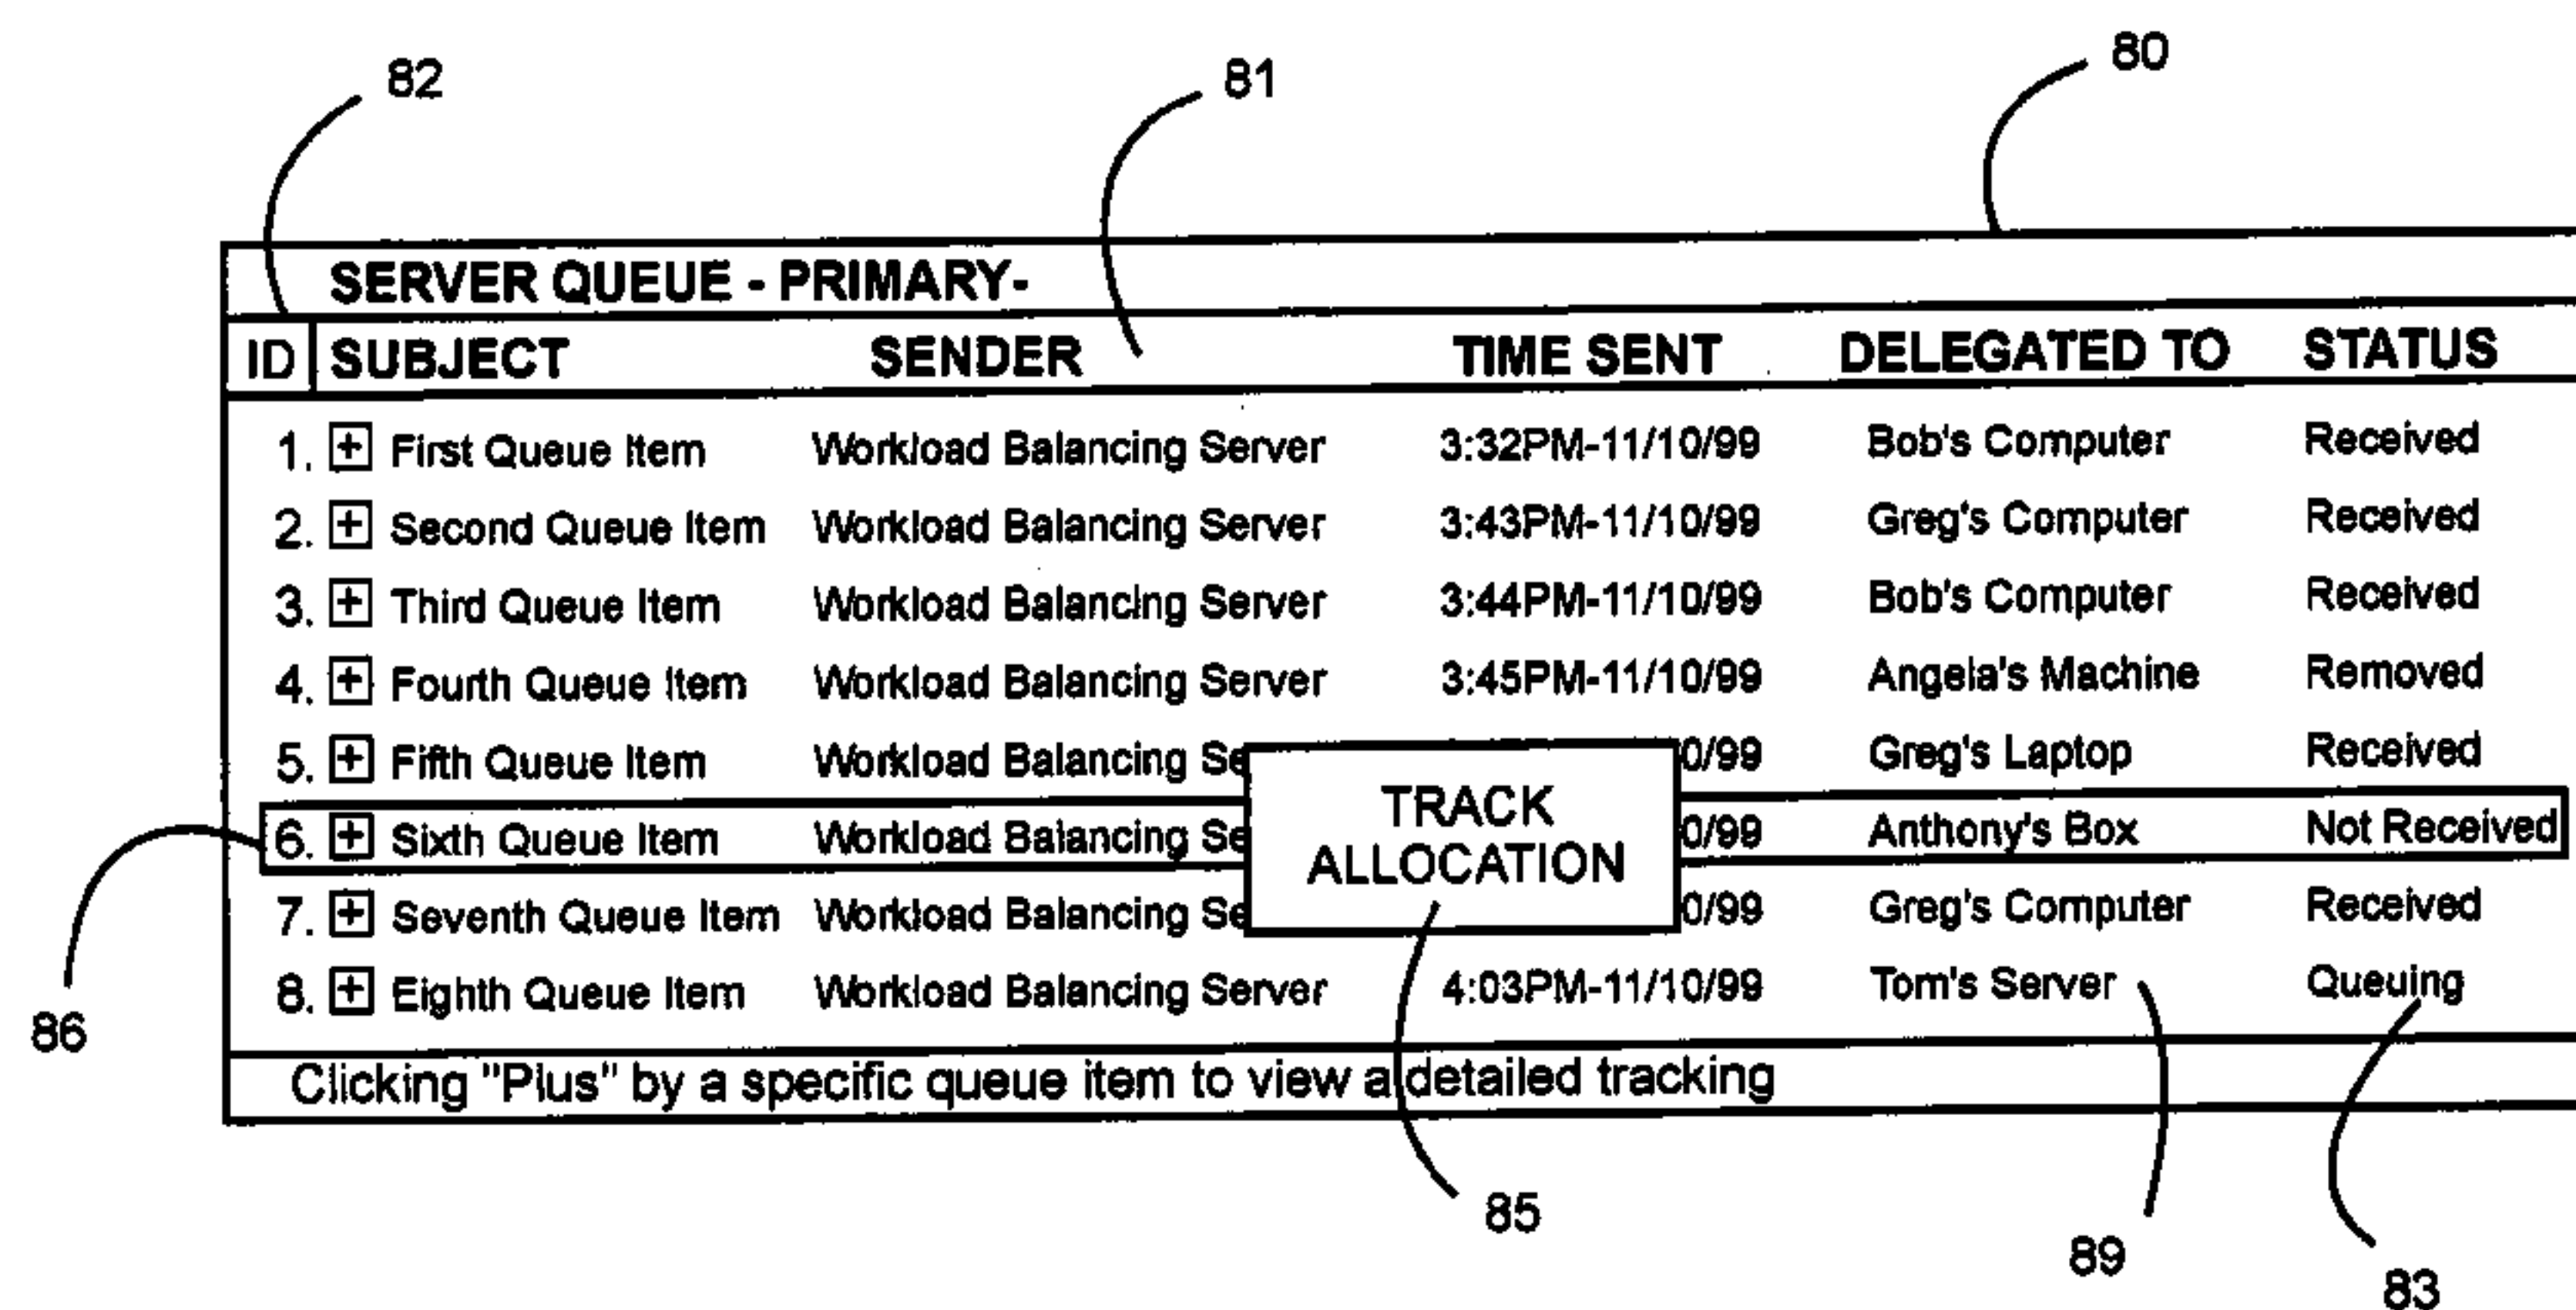 82 81 80
SERVER QUEUE - PRIMARY-
ID SUBJECT SENDER TIME SENT DELEGATED TO STATUS
1. + First Queue Item Workload Balancing Server 3:32PM-11/10/99 Bob's Computer Received
2. + Second Queue Item Workload Balancing Server 3:43PM-11/10/99 Greg's Computer Received
3. + Third Queue Item Workload Balancing Server 3:44PM-11/10/99 Bob's Computer Received
4. + Fourth Queue Item Workload Balancing Server 3:45PM-11/10/99 Angela's Machine Removed
5. + Fifth Queue Item Workload Balancing Se 0/99 Greg's Laptop Received
TRACK
6. + Sixth Queue Item Workload Balancing Se 0/99 Anthony's Box Not Received
ALLOCATION
7. + Seventh Queue Item Workload Balancing Se 0/99 Greg's Computer Received
8. + Eighth Queue Item Workload Balancing Server 4:03PM-11/10/99 Tom's Server Queuing
86
Clicking "Plus" by a specific queue item to view a detailed tracking
85
89
83